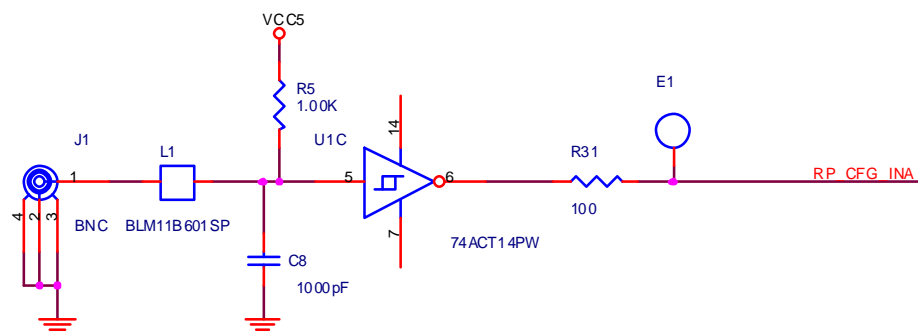 VCC5
R5
1.00K
E1
J1
L1
U1C
14
R31
1
5
6
RP_CFG_INA
4
2
3
BNC
BLM11B601SP
100
7
74ACT14PW
C8
1000pF